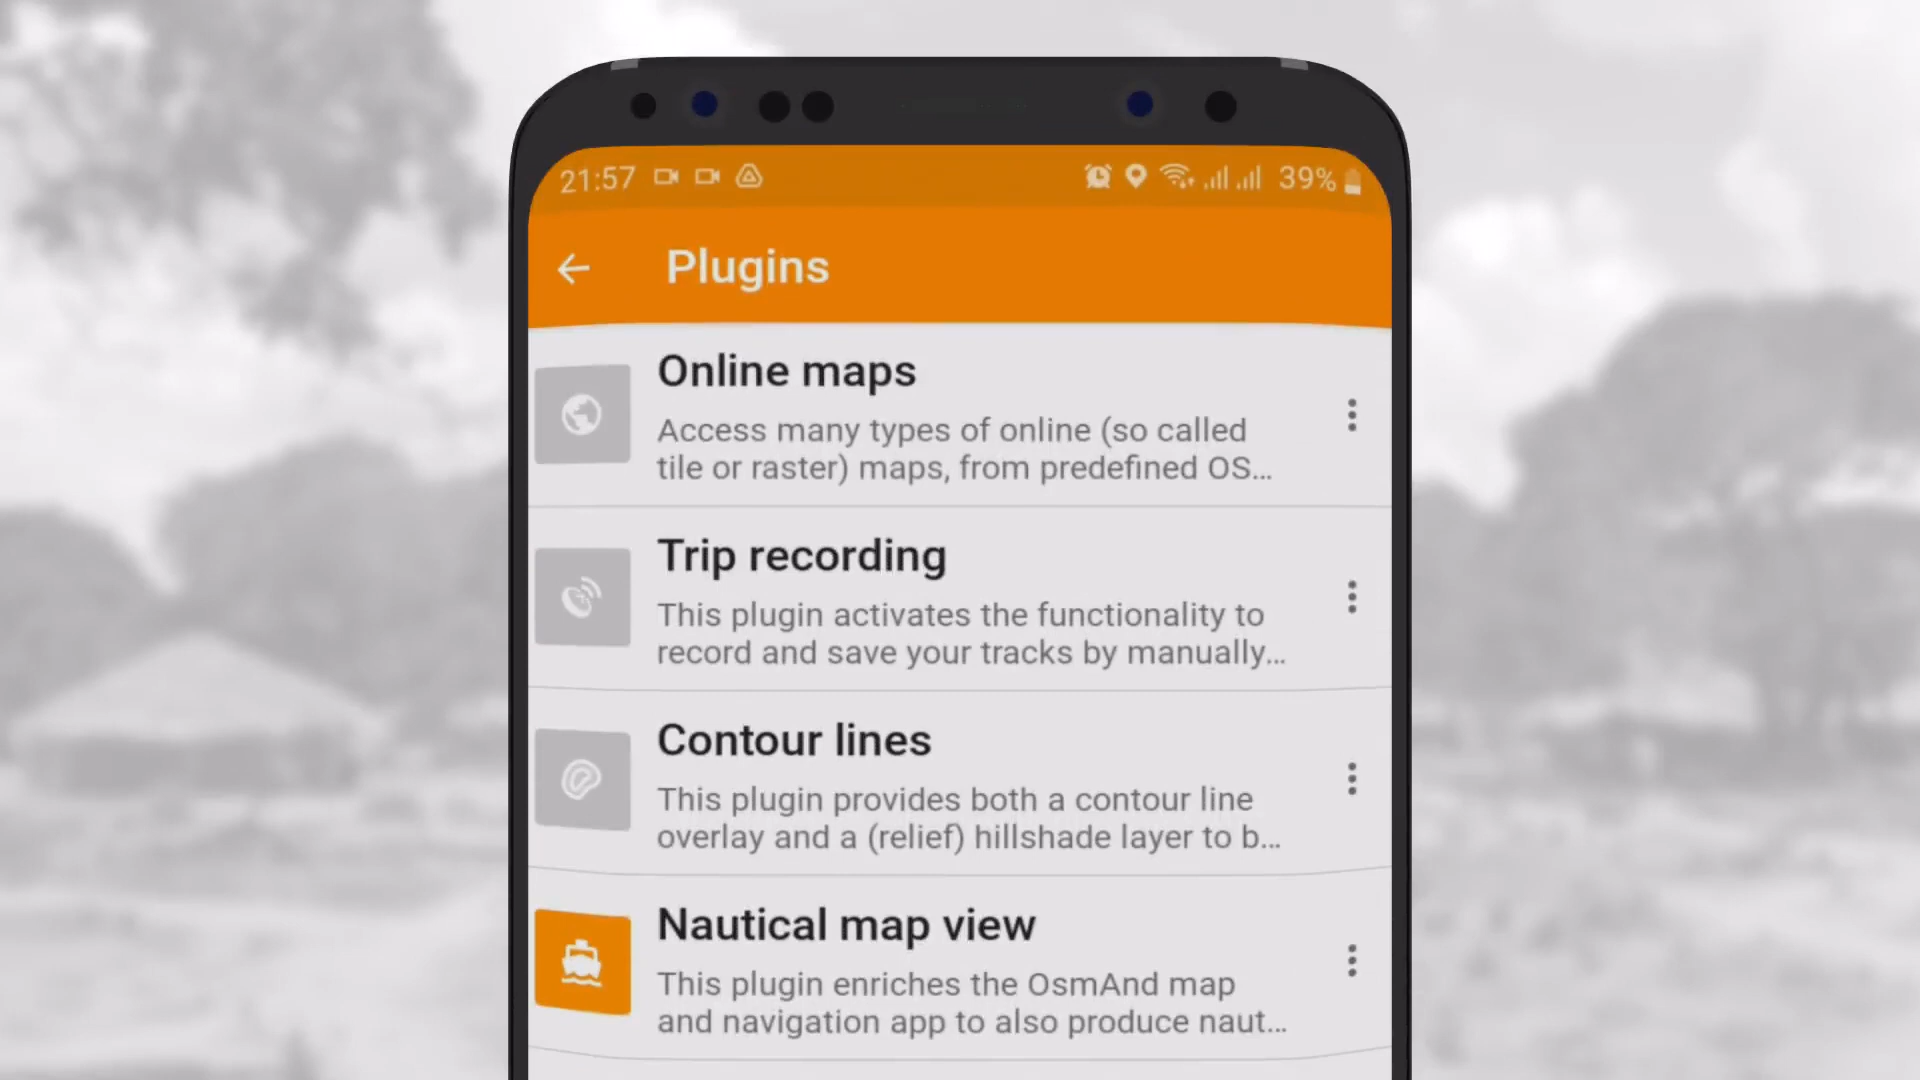 21:57
39%
Plugins
Online maps
Access many types of online (so called
tile or raster) maps, from predefined OS...
Trip recording
This plugin activates the functionality to
record and save your tracks by manually...
Contour lines
This plugin provides both a contour line
overlay and a (relief) hillshade layer to b...
Nautical map view
This plugin enriches the OsmAnd map
and navigation app to also produce naut...